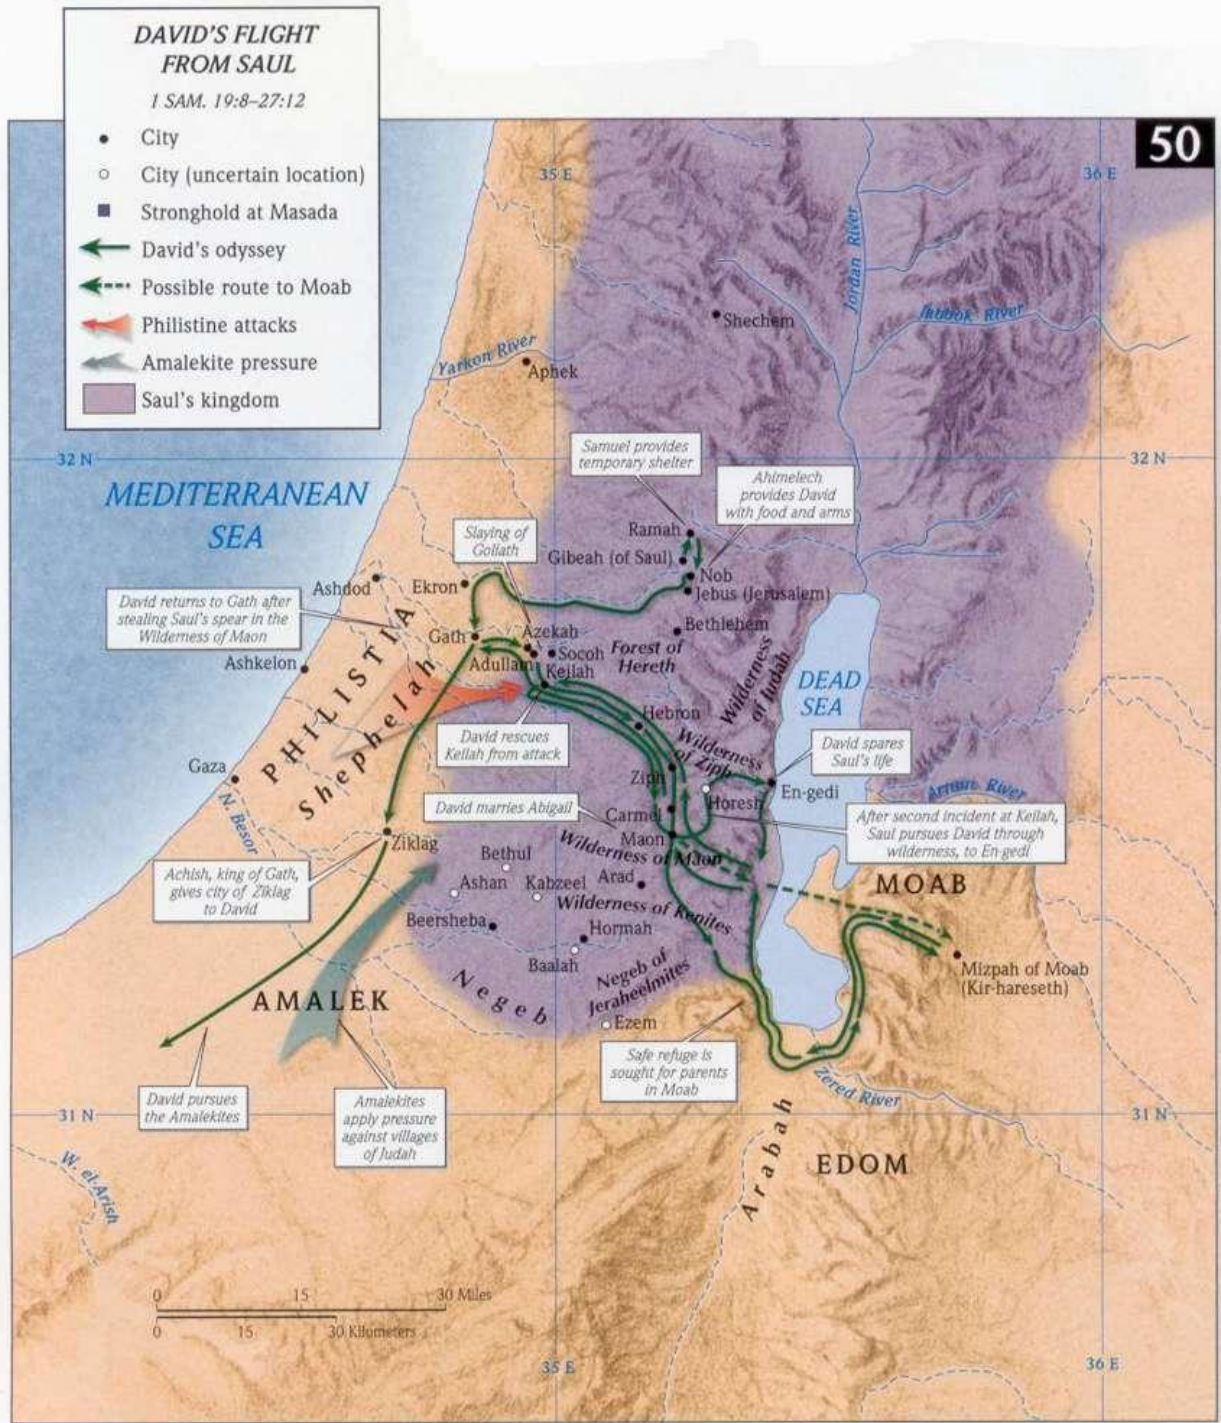 DAVID'S FLIGHT
FROM SAUL
1 SAM. 19:8–27:12
City
City (uncertain location)
Stronghold at Masada
David's odyssey
Possible route to Moab
Philistine attacks
Amalekite pressure
Saul's kingdom
50
35 E
36 E
Jordan River
Shechem
Jabbok River
Yarkon River
Aphek
32 N
32 N
MEDITERRANEAN
SEA
Samuel provides
temporary shelter
Ahimelech
provides David
with food and arms
Slaying of
Goliath
Ramah
Gibeah (of Saul)
Nob
Jebus (Jerusalem)
Ashdod
Ekron
David returns to Gath after
stealing Saul's spear in the
Wilderness of Maon
Bethlehem
Gath
Azekah
Socoh
Adullam
Keilah
Forest of
Hereth
Wilderness
of Judah
Ashkelon
PHILISTIA
Shephelah
DEAD
SEA
Hebron
David rescues
Keilah from attack
Wilderness
of Ziph
David spares
Saul's life
Gaza
N. Besor
Ziph
Horesh
En-gedi
Arnon River
David marries Abigail
Carmel
Maon
After second incident at Keilah,
Saul pursues David through
wilderness, to En-gedi
Ziklag
Wilderness of Maon
Bethul
Achish, king of Gath,
gives city of Ziklag
to David
Ashan
Kabzeel
Arad
MOAB
Wilderness of Kenites
Beersheba
Hormah
Baalah
Mizpah of Moab
(Kir-hareseth)
Negeb
Negeb of
Jeraheelmites
AMALEK
Ezem
Safe refuge is
sought for parents
in Moab
Zered River
David pursues
the Amalekites
Amalekites
apply pressure
against villages
of Judah
31 N
31 N
Arabah
EDOM
W. el-Arish
0 15 30 Miles
0 15 30 Kilometers
35 E
36 E